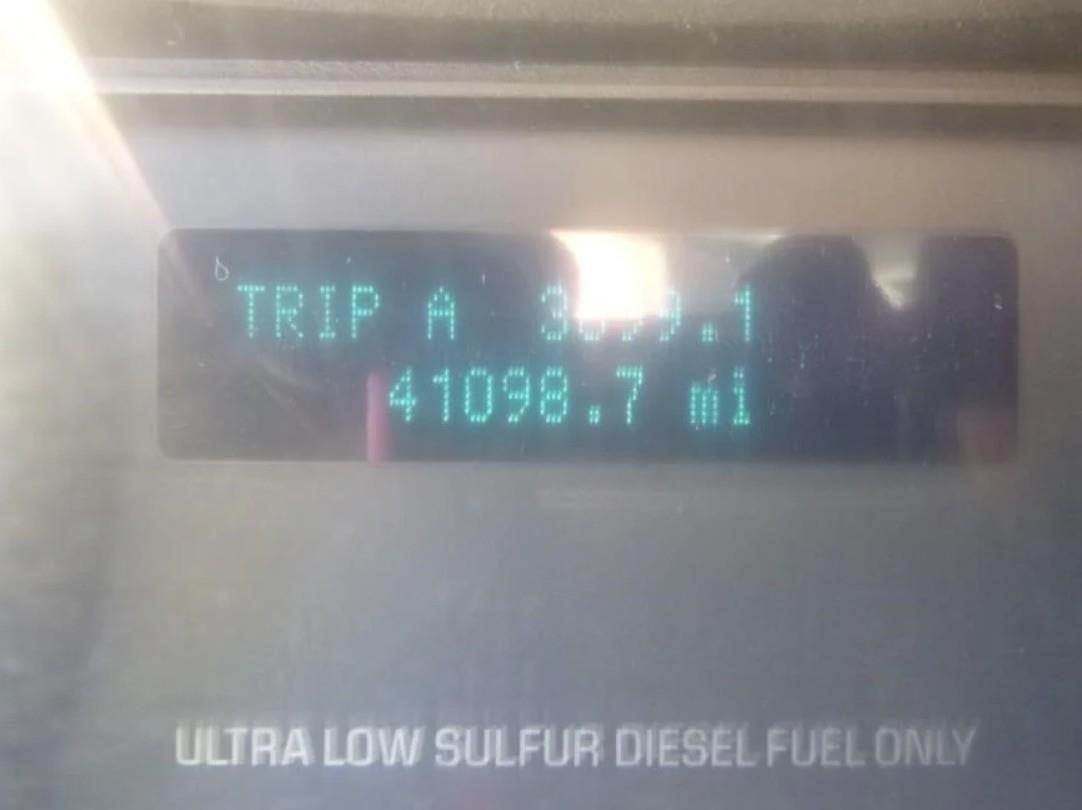 TRIP A
41098.7 mi
ULTRA LOW SULFUR DIESEL FUEL ONLY